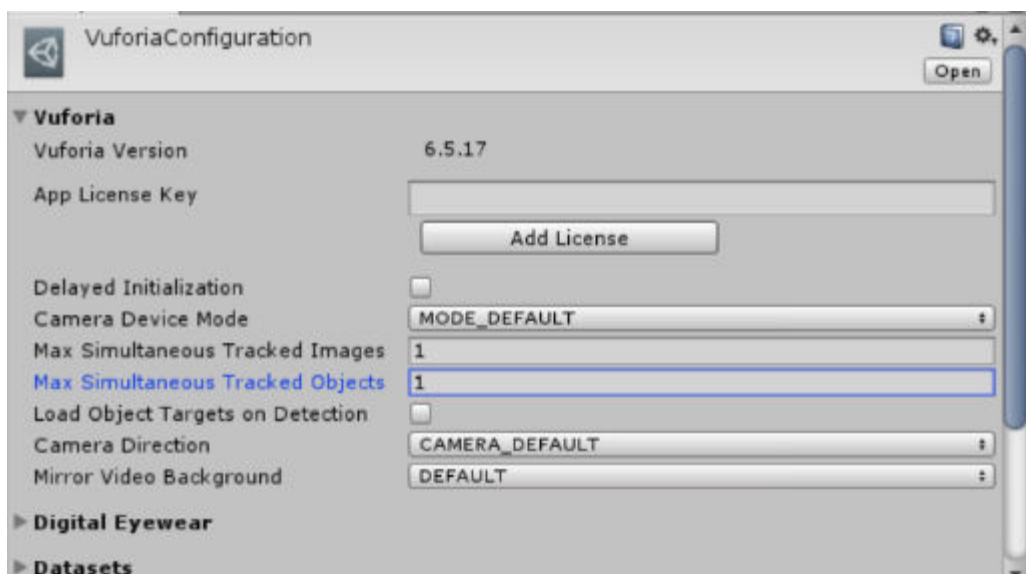 VuforiaConfiguration
Open
Vuforia
Vuforia Version 6.5.17
App License Key
Add License
Delayed Initialization
Camera Device Mode MODE_DEFAULT
Max Simultaneous Tracked Images 1
Max Simultaneous Tracked Objects 1
Load Object Targets on Detection
Camera Direction CAMERA_DEFAULT
Mirror Video Background DEFAULT
Digital Eyewear
Datasets